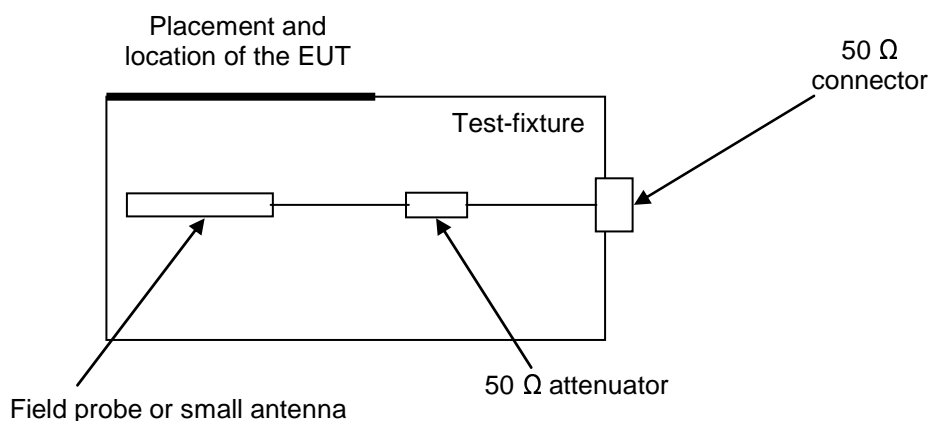 Placement and
location of the EUT
50 Ω
connector
Test-fixture
50 Ω attenuator
Field probe or small antenna